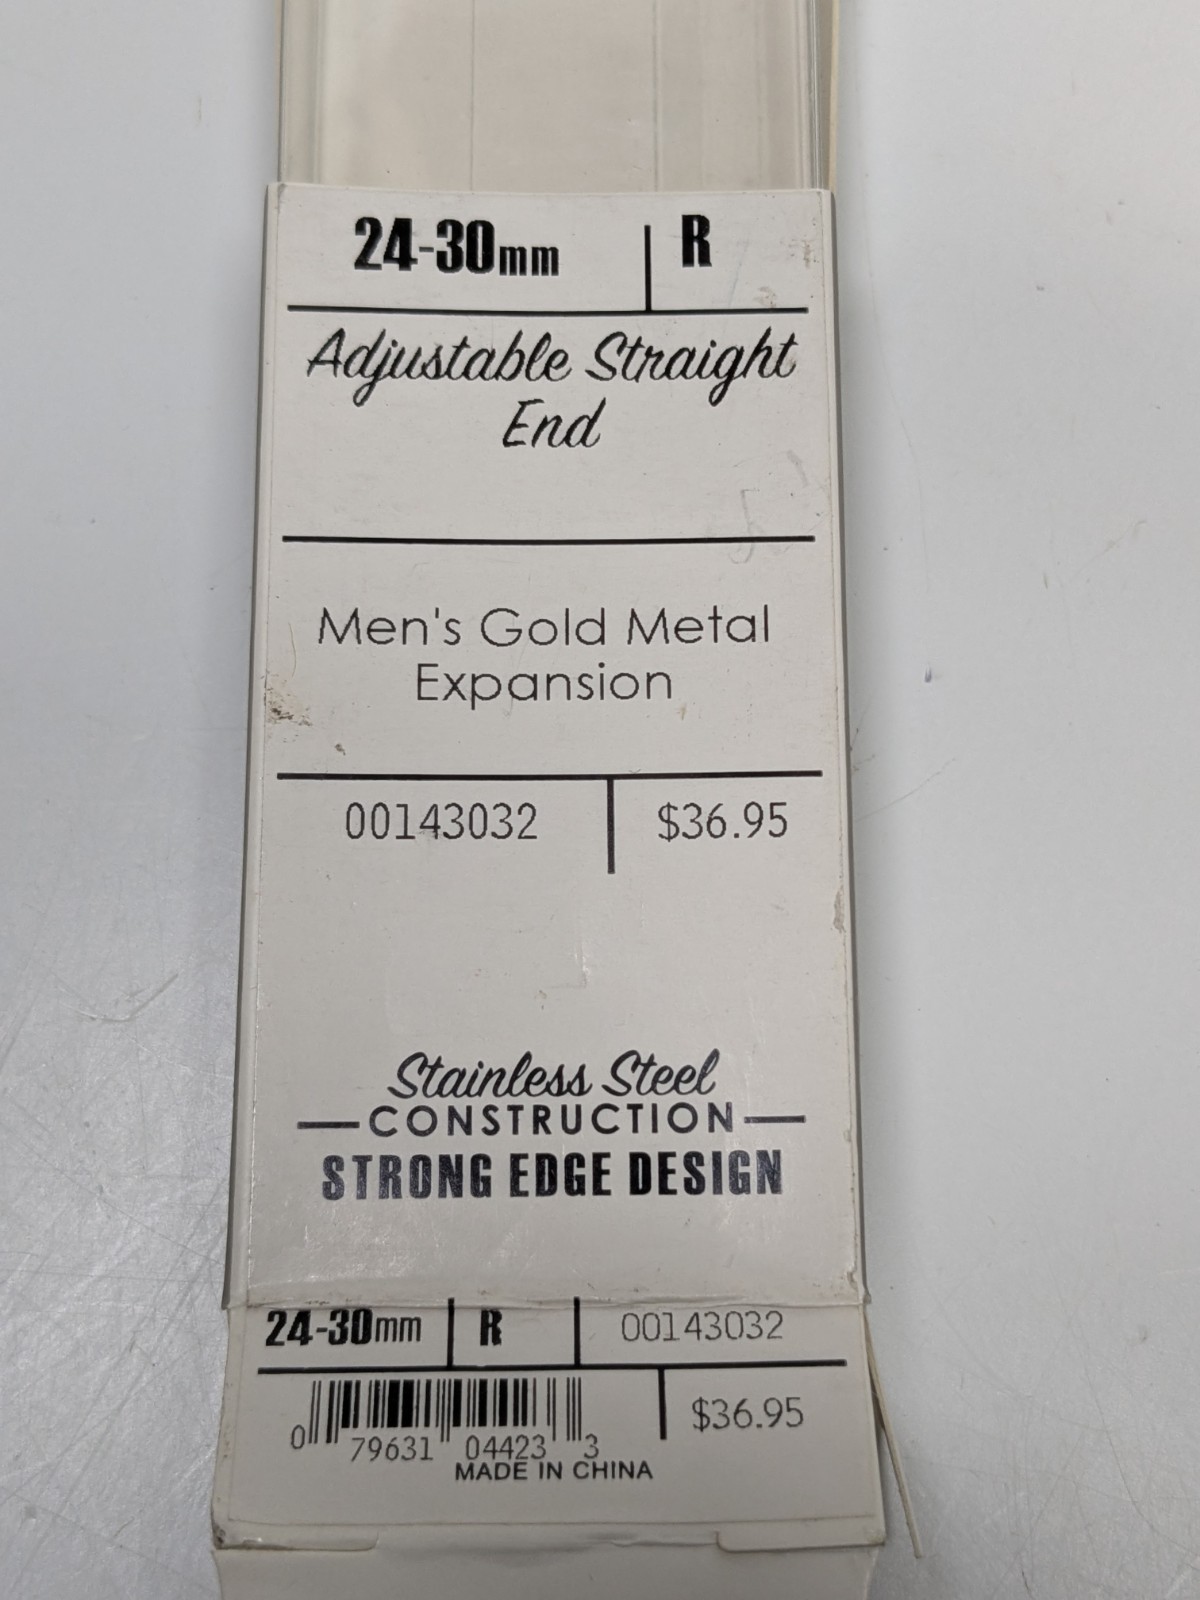 24-30mm R
Adjustable Straight
End
Men's Gold Metal
Expansion
00143032 $36.95
Stainless Steel
CONSTRUCTION
STRONG EDGE DESIGN
24-30mm R 00143032
0 79631 04423 3 $36.95
MADE IN CHINA